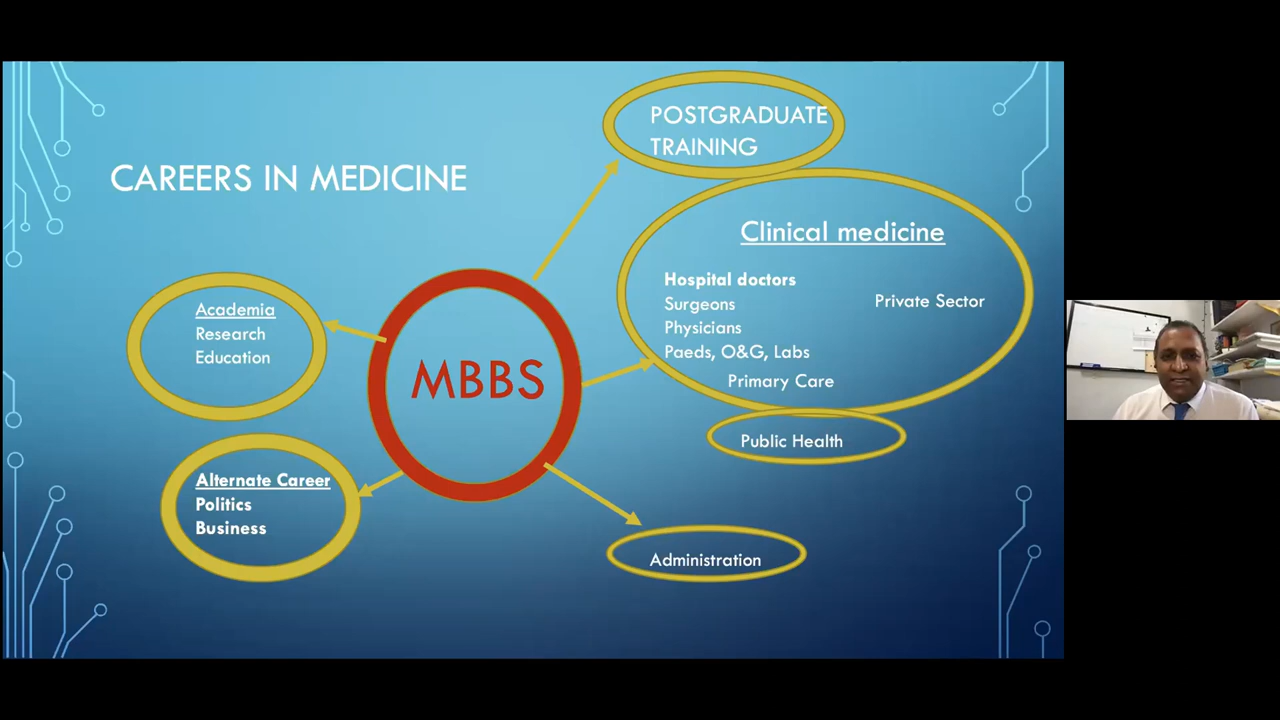 CAREERS IN MEDICINE
POSTGRADUATE
TRAINING
Clinical medicine
Hospital doctors
Surgeons
Physicians
Paeds, O&G, Labs
Primary Care
Private Sector
Public Health
Administration
MBBS
Academia
Research
Education
Alternate Career
Politics
Business